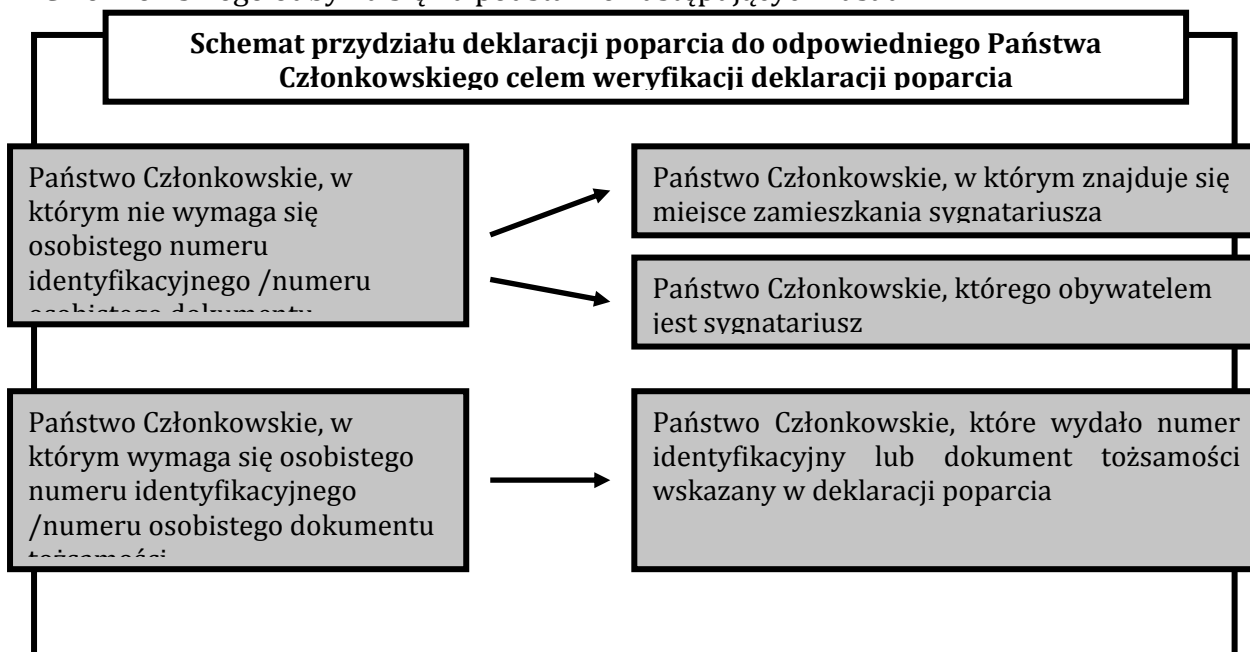 Schemat przydziału deklaracji poparcia do odpowiedniego Państwa
Członkowskiego celem weryfikacji deklaracji poparcia
Państwo Członkowskie, w
którym nie wymaga się
osobistego numeru
identyfikacyjnego /numeru
osobistego dokumentu
Państwo Członkowskie, w którym znajduje się
miejsce zamieszkania sygnatariusza
Państwo Członkowskie, którego obywatelem
jest sygnatariusz
Państwo Członkowskie, w
którym wymaga się osobistego
numeru identyfikacyjnego
/numeru osobistego dokumentu
tożsamości
Państwo Członkowskie, które wydało numer
identyfikacyjny lub dokument tożsamości
wskazany w deklaracji poparcia